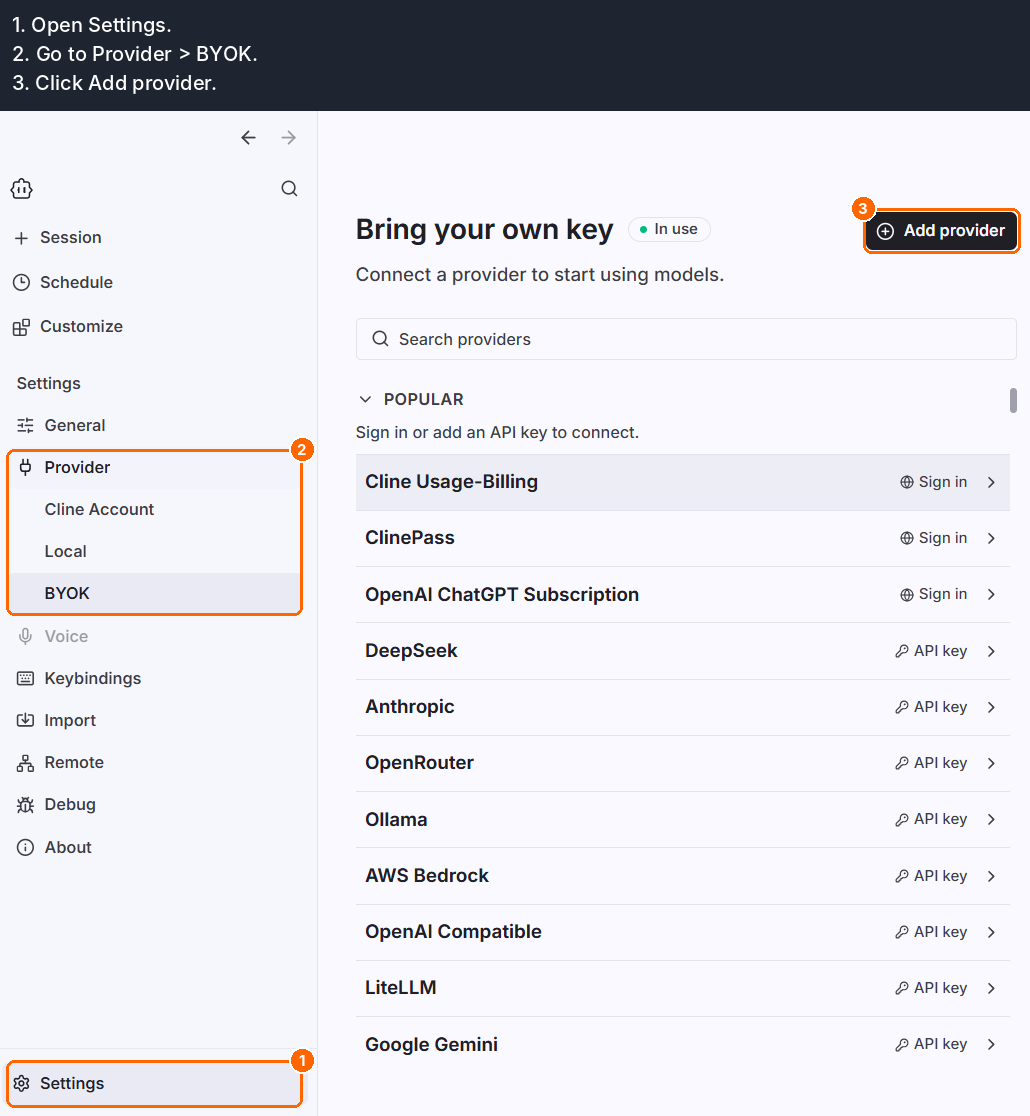 1. Open Settings.
2. Go to Provider > BYOK.
3. Click Add provider.
Session
Schedule
Customize
Settings
General
2
Provider
Cline Account
Local
BYOK
Voice
Keybindings
Import
Remote
Debug
About
1
Settings
Bring your own key
In use
3
Add provider
Connect a provider to start using models.
Search providers
POPULAR
Sign in or add an API key to connect.
Cline Usage-Billing Sign in
ClinePass Sign in
OpenAI ChatGPT Subscription Sign in
DeepSeek API key
Anthropic API key
OpenRouter API key
Ollama API key
AWS Bedrock API key
OpenAI Compatible API key
LiteLLM API key
Google Gemini API key